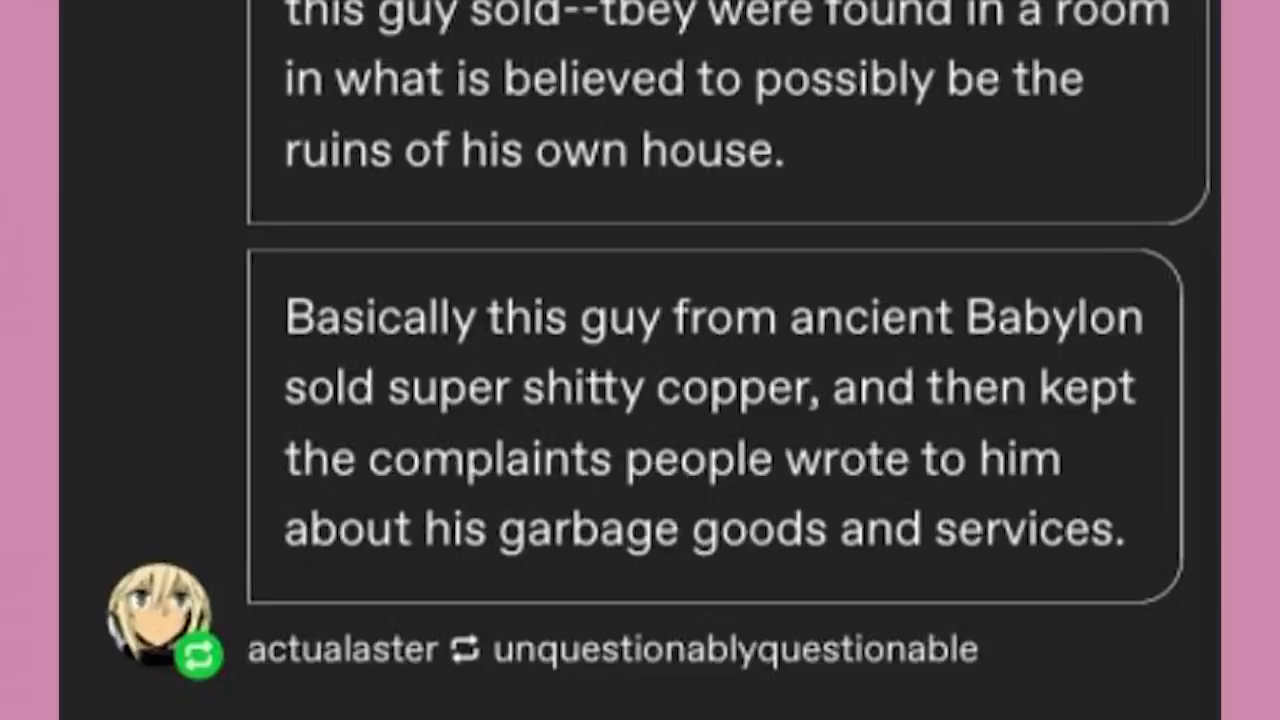 this guy sold--tbey were found in a room
in what is believed to possibly be the
ruins of his own house.
Basically this guy from ancient Babylon
sold super shitty copper, and then kept
the complaints people wrote to him
about his garbage goods and services.
actualaster unquestionablyquestionable